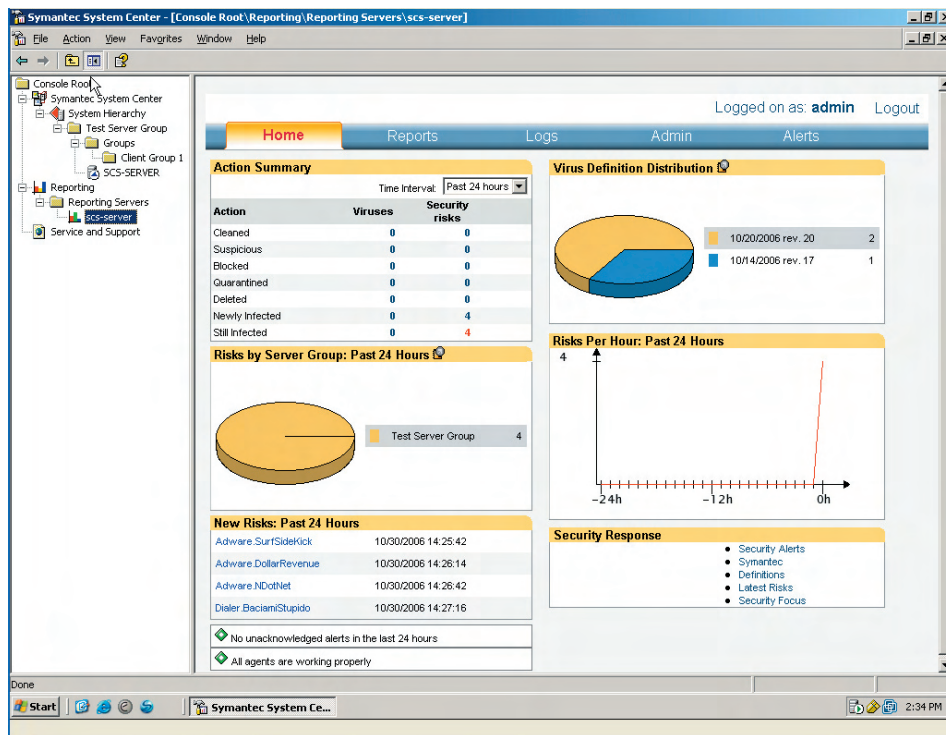 Symantec System Center - [Console Root\Reporting\Reporting Servers\scs-server]
File Action View Favorites Window Help
Console Root
Symantec System Center
System Hierarchy
Test Server Group
Groups
Client Group 1
SCS-SERVER
Reporting
Reporting Servers
scs-server
Service and Support
Logged on as: admin Logout
Home Reports Logs Admin Alerts
Action Summary
Time Interval: Past 24 hours
Action Viruses Security risks
Cleaned 0 0
Suspicious 0 0
Blocked 0 0
Quarantined 0 0
Deleted 0 0
Newly Infected 0 4
Still Infected 0 4
Virus Definition Distribution
10/20/2006 rev. 20 2
10/14/2006 rev. 17 1
Risks by Server Group: Past 24 Hours
Test Server Group 4
Risks Per Hour: Past 24 Hours
4
-24h -12h 0h
New Risks: Past 24 Hours
Adware.SurfSideKick 10/30/2006 14:25:42
Adware.DollarRevenue 10/30/2006 14:26:14
Adware.NDotNet 10/30/2006 14:26:42
Dialer.BaciamiStupido 10/30/2006 14:27:16
Security Response
Security Alerts
Symantec
Definitions
Latest Risks
Security Focus
No unacknowledged alerts in the last 24 hours
All agents are working properly
Done
Start Symantec System Ce... 2:34 PM